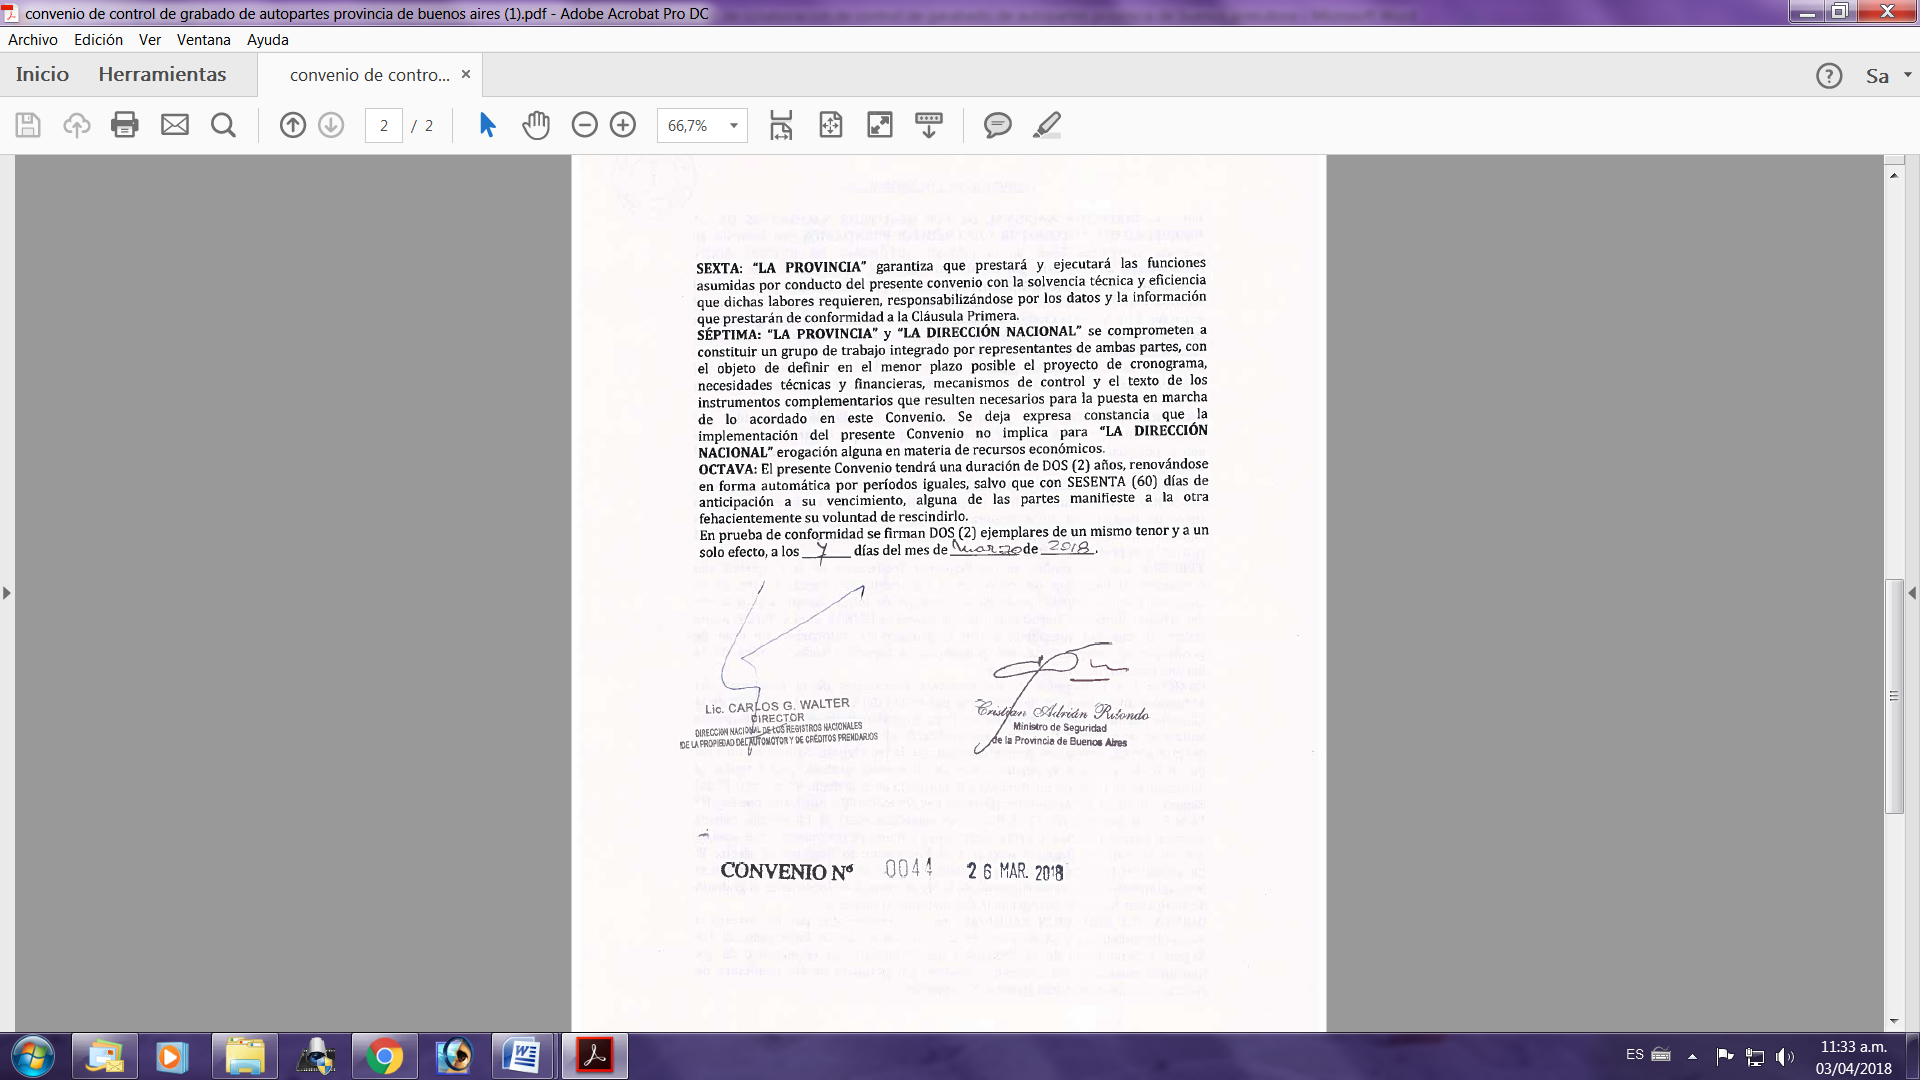 convenio de control de grabado de autopartes provincia de buenos aires (1).pdf - Adobe Acrobat Pro DC
Archivo Edición Ver Ventana Ayuda
Inicio Herramientas convenio de contro... × ? Sa
2 / 2 66,7%
SEXTA: “LA PROVINCIA” garantiza que prestará y ejecutará las funciones
asumidas por conducto del presente convenio con la solvencia técnica y eficiencia
que dichas labores requieren, responsabilizándose por los datos y la información
que prestarán de conformidad a la Cláusula Primera.
SÉPTIMA: “LA PROVINCIA” y “LA DIRECCIÓN NACIONAL” se comprometen a
constituir un grupo de trabajo integrado por representantes de ambas partes, con
el objeto de definir en el menor plazo posible el proyecto de cronograma,
necesidades técnicas y financieras, mecanismos de control y el texto de los
instrumentos complementarios que resulten necesarios para la puesta en marcha
de lo acordado en este Convenio. Se deja expresa constancia que la
implementación del presente Convenio no implica para “LA DIRECCIÓN
NACIONAL” erogación alguna en materia de recursos económicos.
OCTAVA: El presente Convenio tendrá una duración de DOS (2) años, renovándose
en forma automática por períodos iguales, salvo que con SESENTA (60) días de
anticipación a su vencimiento, alguna de las partes manifieste a la otra
fehacientemente su voluntad de rescindirlo.
En prueba de conformidad se firman DOS (2) ejemplares de un mismo tenor y a un
solo efecto, a los 7 días del mes de marzo de 2018.
Lic. CARLOS G. WALTER
DIRECTOR
DIRECCIÓN NACIONAL DE LOS REGISTROS NACIONALES
DE LA PROPIEDAD DEL AUTOMOTOR Y DE CRÉDITOS PRENDARIOS
Cristian Adrián Ritondo
Ministro de Seguridad
de la Provincia de Buenos Aires
CONVENIO Nº 0044 26 MAR. 2018
ES 11:33 a.m.
03/04/2018